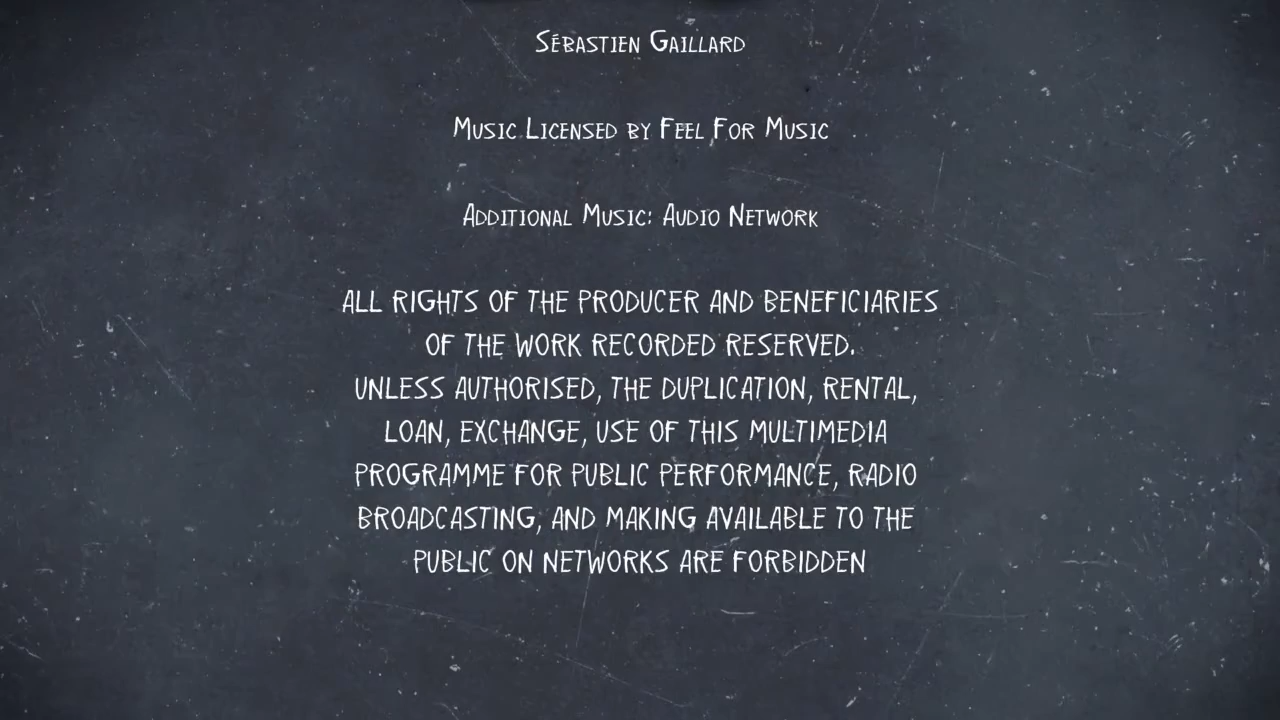 Sébastien Gaillard
Music Licensed by Feel For Music
Additional Music: Audio Network
ALL RIGHTS OF THE PRODUCER AND BENEFICIARIES
OF THE WORK RECORDED RESERVED.
UNLESS AUTHORISED, THE DUPLICATION, RENTAL,
LOAN, EXCHANGE, USE OF THIS MULTIMEDIA
PROGRAMME FOR PUBLIC PERFORMANCE, RADIO
BROADCASTING, AND MAKING AVAILABLE TO THE
PUBLIC ON NETWORKS ARE FORBIDDEN